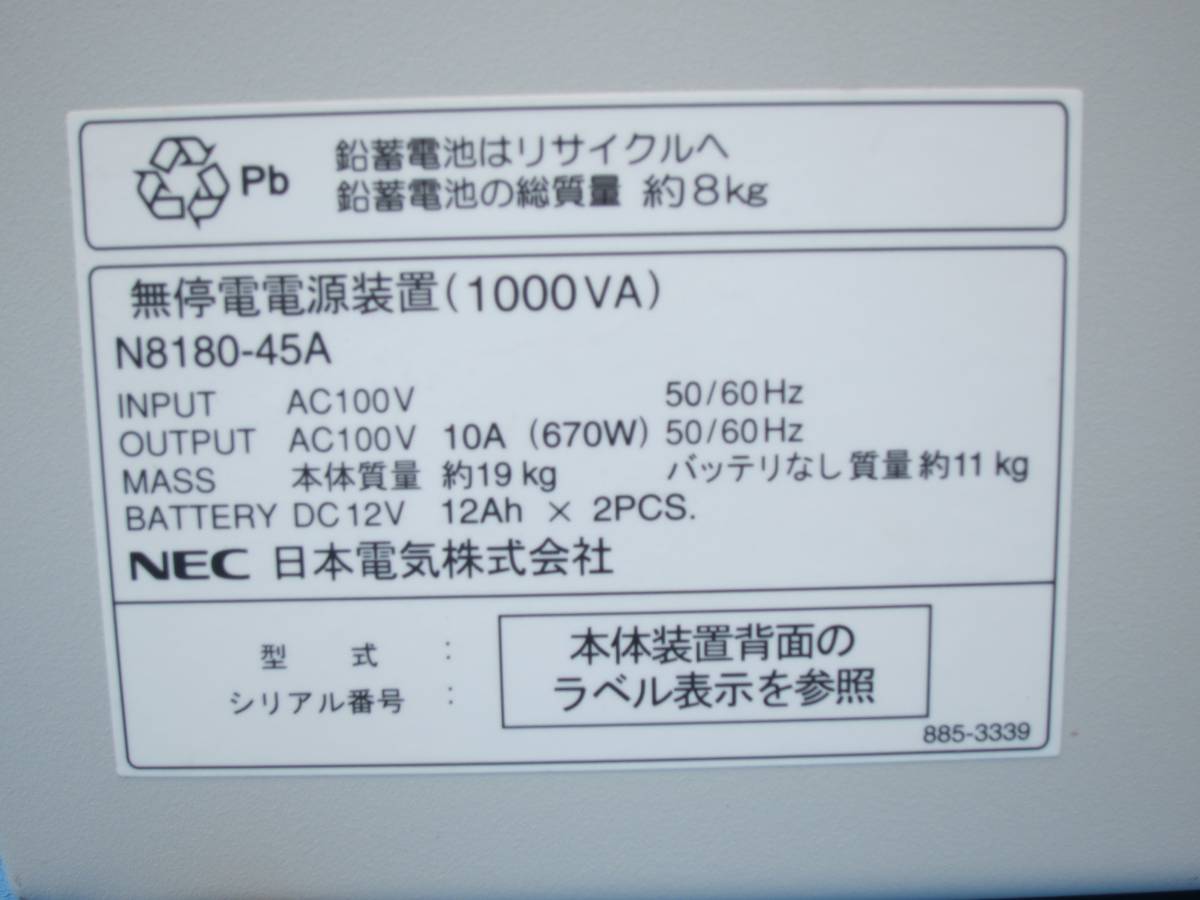 Pb
鉛蓄電池はリサイクルへ
鉛蓄電池の総質量 約8kg
無停電電源装置(1000VA)
N8180-45A
INPUT AC100V 50/60Hz
OUTPUT AC100V 10A (670W) 50/60Hz
MASS 本体質量 約19kg バッテリなし質量約11kg
BATTERY DC12V 12Ah × 2PCS.
NEC 日本電気株式会社
型 式 :
シリアル番号 :
本体装置背面の
ラベル表示を参照
885-3339